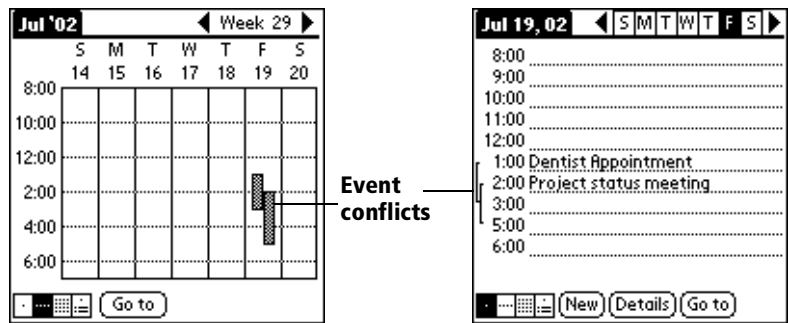 Jul '02 Week 29
S M T W T F S
14 15 16 17 18 19 20
8:00
10:00
12:00
2:00
4:00
6:00
Go to
Event
conflicts
Jul 19, 02 S M T W T F S
8:00
9:00
10:00
11:00
12:00
1:00 Dentist Appointment
2:00 Project status meeting
3:00
5:00
6:00
New Details Go to